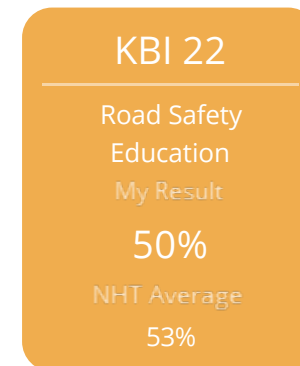 KBI 22
Road Safety
Education
My Result
50%
NHT Average
53%